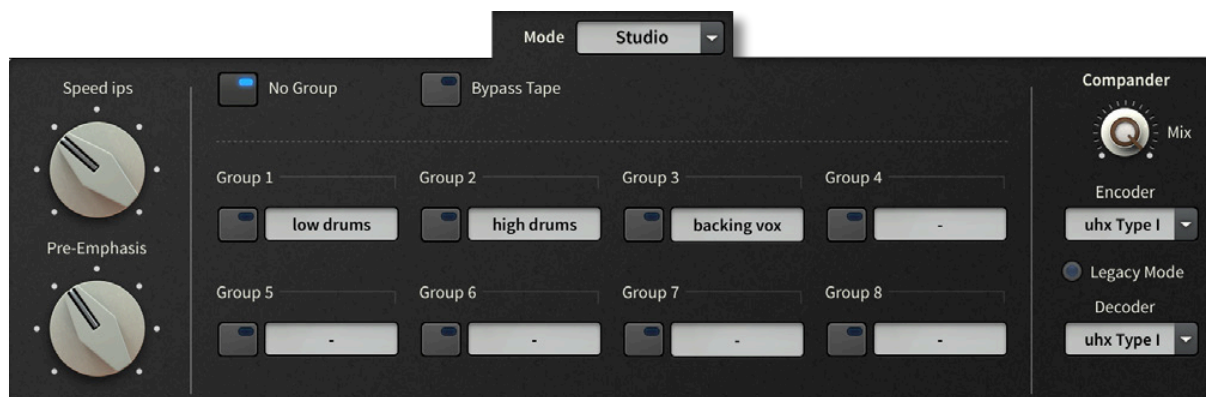 Mode Studio
Speed ips
No Group Bypass Tape
Compander
Mix
Group 1 Group 2 Group 3 Group 4
Encoder
low drums high drums backing vox -
uhx Type I
Pre-Emphasis
Legacy Mode
Group 5 Group 6 Group 7 Group 8
Decoder
- - - -
uhx Type I